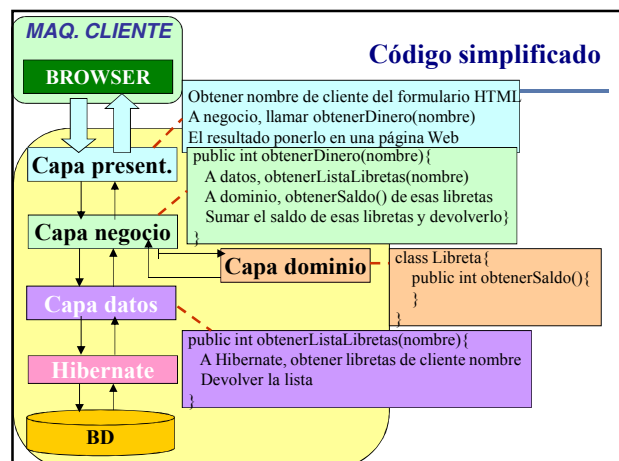 MAQ. CLIENTE
BROWSER
Código simplificado
Obtener nombre de cliente del formulario HTML
A negocio, llamar obtenerDinero(nombre)
El resultado ponerlo en una página Web
Capa present.
public int obtenerDinero(nombre){
A datos, obtenerListaLibretas(nombre)
A dominio, obtenerSaldo() de esas libretas
Sumar el saldo de esas libretas y devolverlo}
}
Capa negocio
Capa dominio
class Libreta{
public int obtenerSaldo(){
}
}
Capa datos
public int obtenerListaLibretas(nombre){
A Hibernate, obtener libretas de cliente nombre
Devolver la lista
}
Hibernate
BD